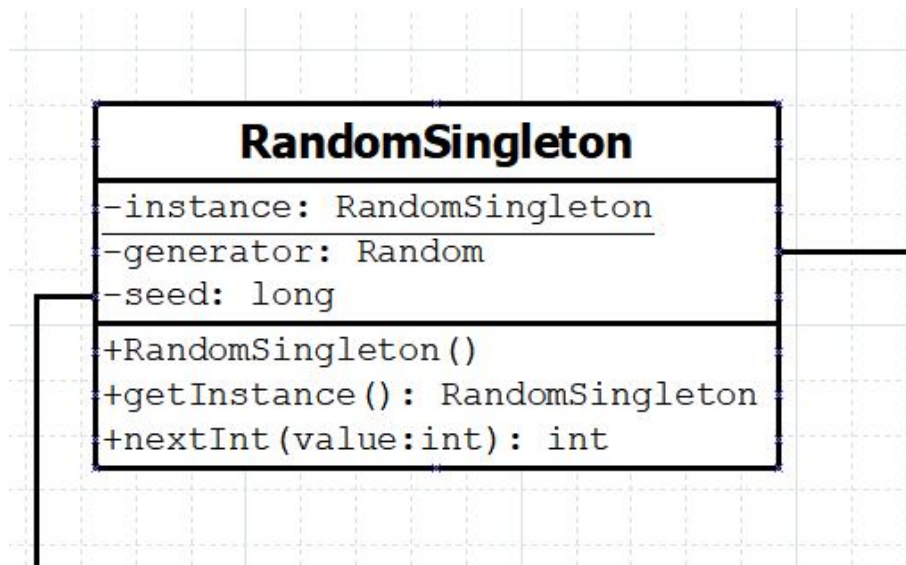 RandomSingleton
-instance: RandomSingleton
-generator: Random
-seed: long
+RandomSingleton()
+getInstance(): RandomSingleton
+nextInt(value:int): int